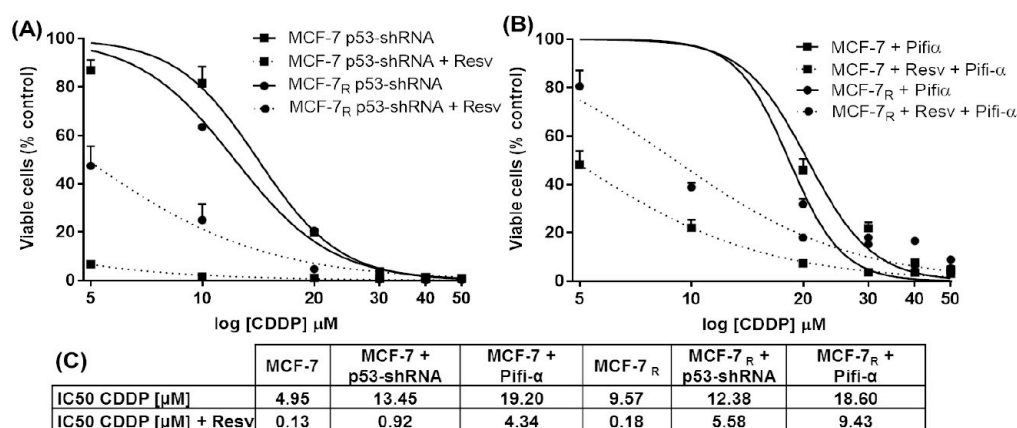 (A)
MCF-7 p53-shRNA
MCF-7 p53-shRNA + Resv
MCF-7R p53-shRNA
MCF-7R p53-shRNA + Resv
Viable cells (% control)
100
80
60
40
20
0
5 10 20 30 40 50
log [CDDP] μM
(B)
MCF-7 + Pifiα
MCF-7 + Resv + Pifi-α
MCF-7R + Pifiα
MCF-7R + Resv + Pifi-α
Viable cells (% control)
100
80
60
40
20
0
5 10 20 30 40 50
log [CDDP] μM
(C)
MCF-7 MCF-7 + p53-shRNA MCF-7 + Pifi-α MCF-7 R MCF-7R + p53-shRNA MCF-7R + Pifi-α
IC50 CDDP [μM] 4.95 13.45 19.20 9.57 12.38 18.60
IC50 CDDP [μM] + Resv 0.13 0.92 4.34 0.18 5.58 9.43